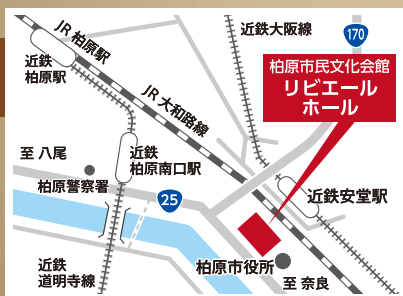 JR 柏原駅
近鉄大阪線
170
近鉄
柏原駅
柏原市民文化会館
リビエール
ホール
JR 大和路線
至 八尾
近鉄
柏原南口駅
柏原警察署
25
近鉄安堂駅
柏原市役所
至 奈良
近鉄
道明寺線